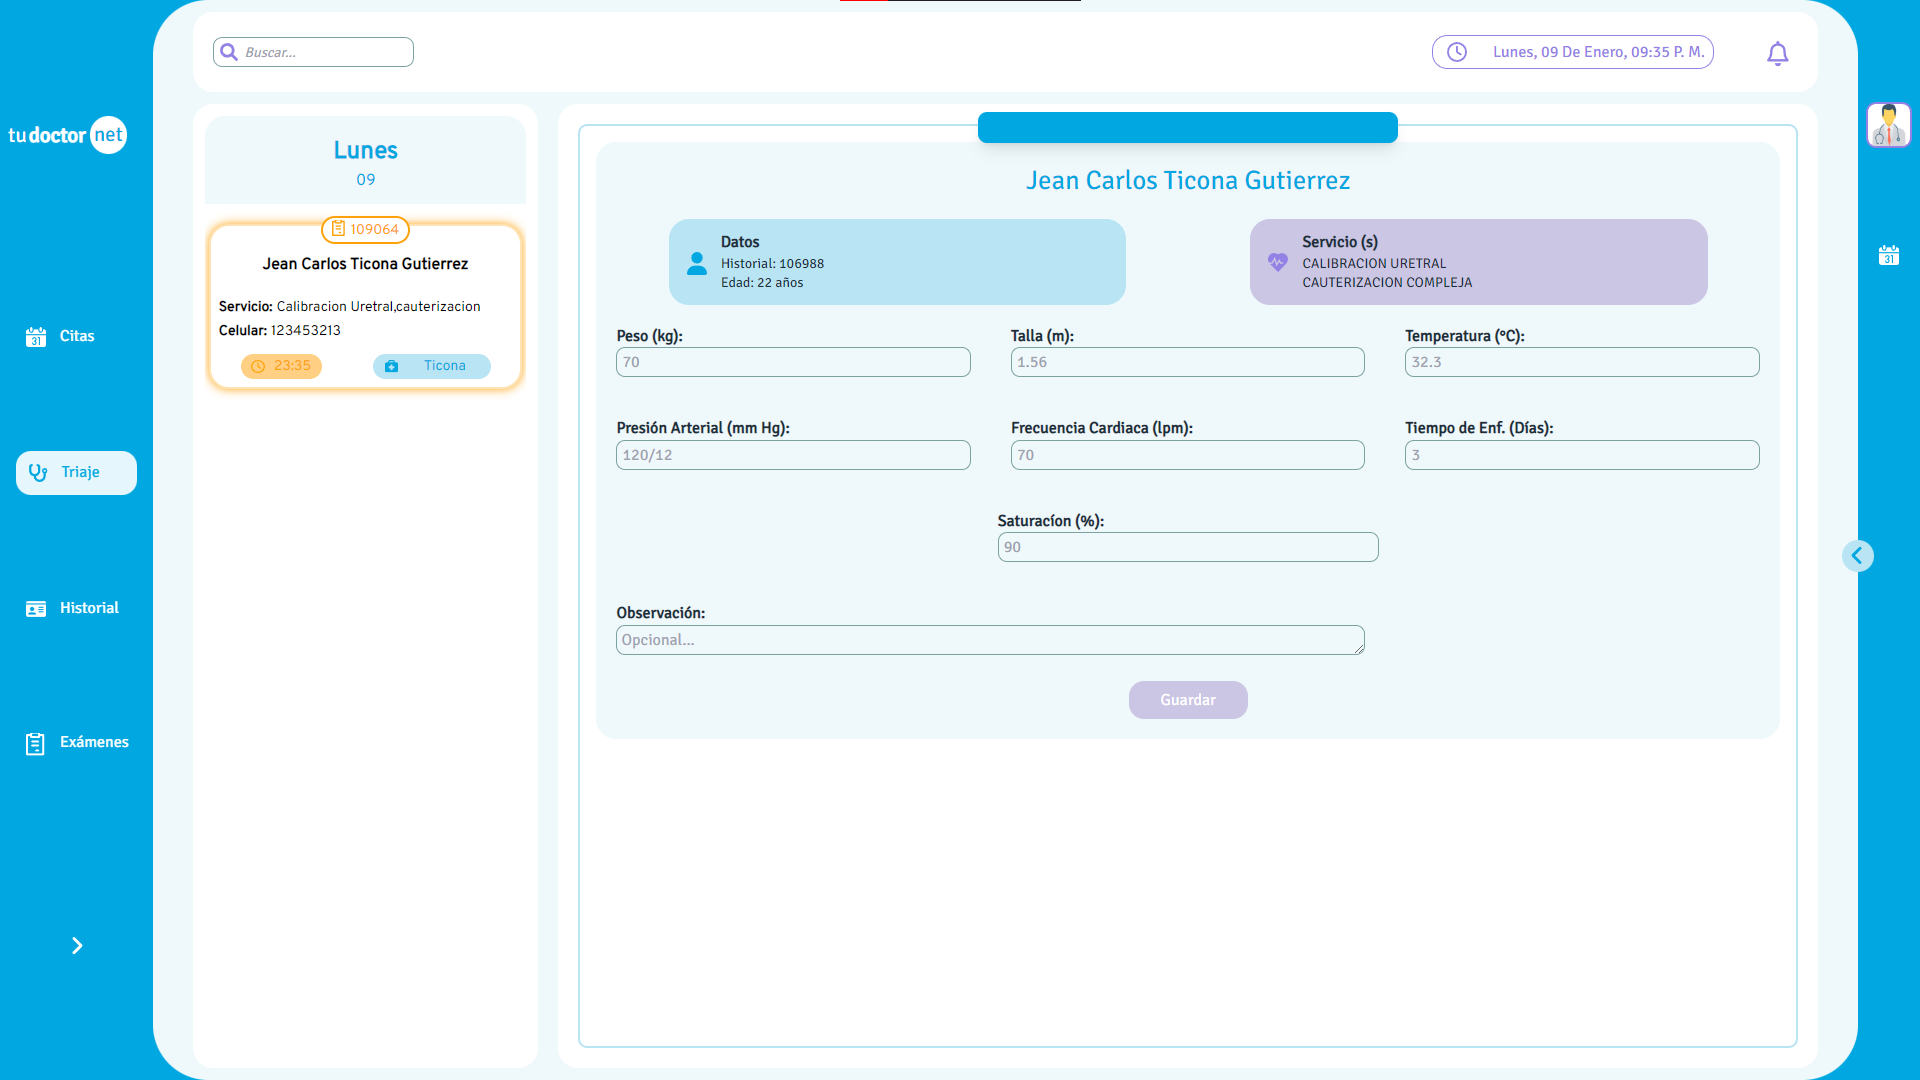 Buscar...
Lunes, 09 De Enero, 09:35 P. M.
tudoctor net
Citas
Triaje
Historial
Exámenes
Lunes
09
109064
Jean Carlos Ticona Gutierrez
Servicio: Calibracion Uretral,cauterizacion
Celular: 123453213
23:35
Ticona
Jean Carlos Ticona Gutierrez
Datos
Historial: 106988
Edad: 22 años
Servicio (s)
CALIBRACION URETRAL
CAUTERIZACION COMPLEJA
Peso (kg):
70
Talla (m):
1.56
Temperatura (°C):
32.3
Presión Arterial (mm Hg):
120/12
Frecuencia Cardiaca (lpm):
70
Tiempo de Enf. (Días):
3
Saturacíon (%):
90
Observación:
Opcional...
Guardar
31
31